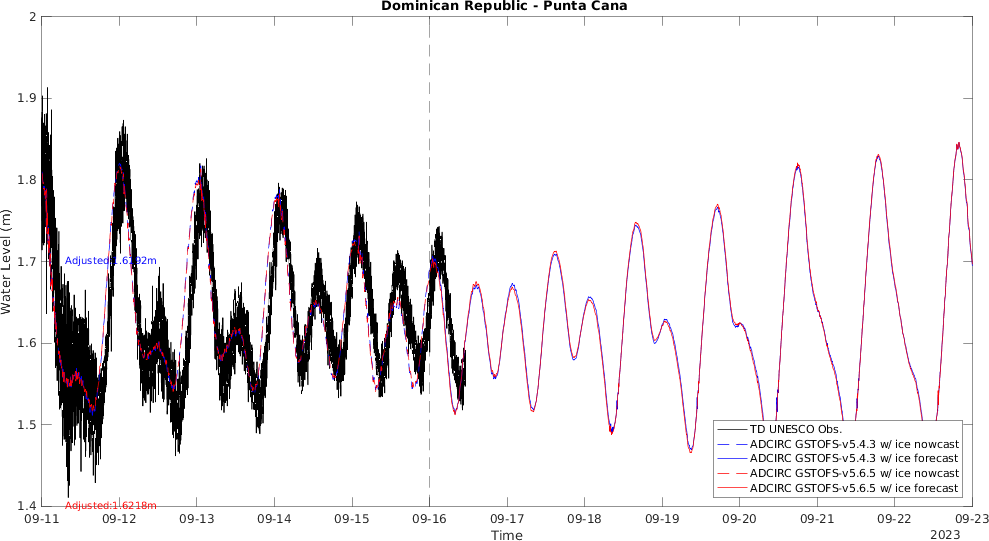 Dominican Republic - Punta Cana
2
1.9
1.8
1.7
1.6
1.5
1.4
Water Level (m)
Adjusted:1.6292m
Adjusted:1.6218m
TD UNESCO Obs.
ADCIRC GSTOFS-v5.4.3 w/ ice nowcast
ADCIRC GSTOFS-v5.4.3 w/ ice forecast
ADCIRC GSTOFS-v5.6.5 w/ ice nowcast
ADCIRC GSTOFS-v5.6.5 w/ ice forecast
09-11 09-12 09-13 09-14 09-15 09-16 09-17 09-18 09-19 09-20 09-21 09-22 09-23
Time
2023